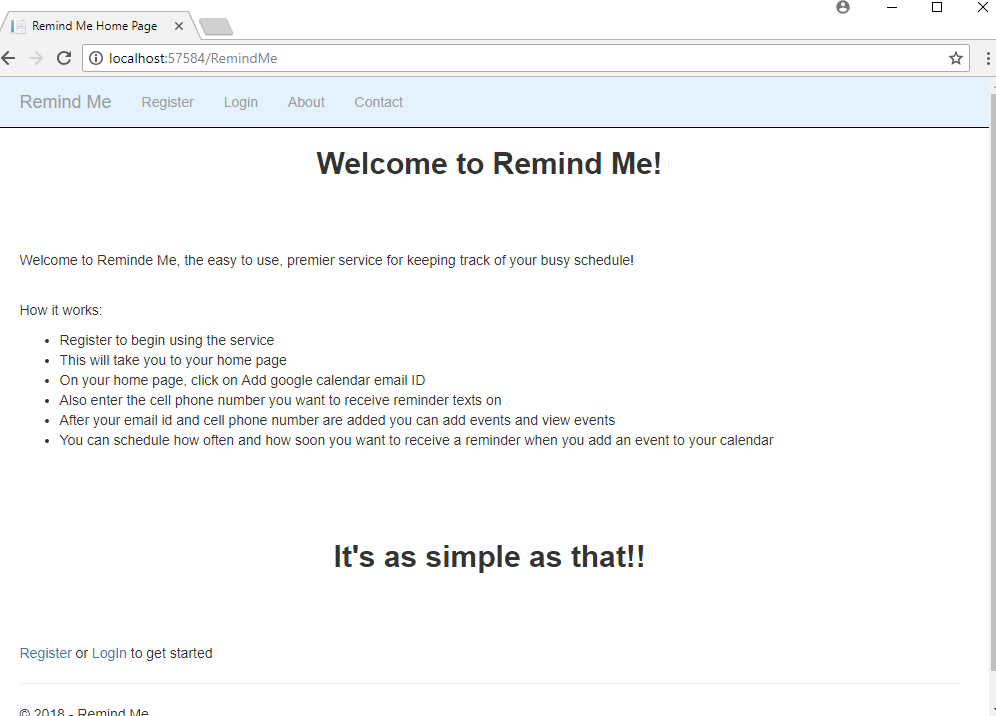 Remind Me Home Page
localhost:57584/RemindMe
Remind Me Register Login About Contact
Welcome to Remind Me!
Welcome to Reminde Me, the easy to use, premier service for keeping track of your busy schedule!
How it works:
Register to begin using the service
This will take you to your home page
On your home page, click on Add google calendar email ID
Also enter the cell phone number you want to receive reminder texts on
After your email id and cell phone number are added you can add events and view events
You can schedule how often and how soon you want to receive a reminder when you add an event to your calendar
It's as simple as that!!
Register or LogIn to get started
© 2018 - Remind Me